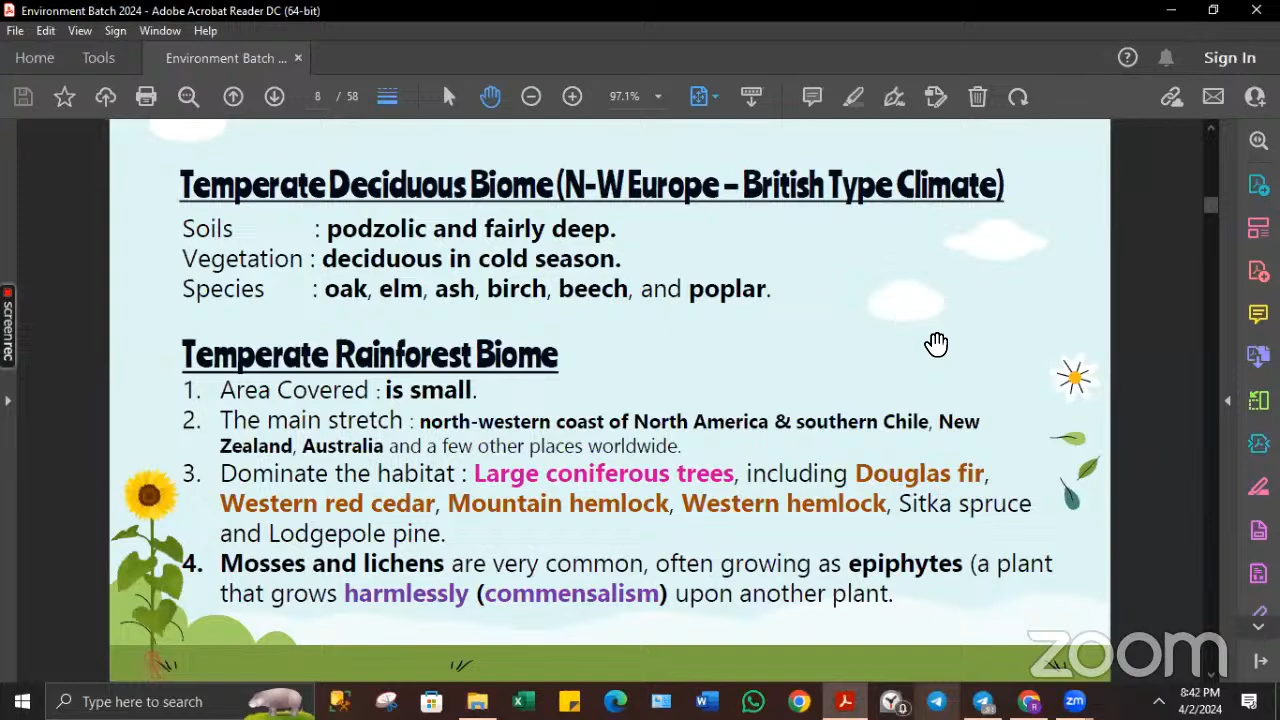 Environment Batch 2024 - Adobe Acrobat Reader DC (64-bit)
File Edit View Sign Window Help
Home Tools Environment Batch ... × Sign In
8 / 58 97.1%
Temperate Deciduous Biome (N-W Europe – British Type Climate)
Soils : podzolic and fairly deep.
Vegetation : deciduous in cold season.
Species : oak, elm, ash, birch, beech, and poplar.
Temperate Rainforest Biome
1. Area Covered : is small.
2. The main stretch : north-western coast of North America & southern Chile, New
Zealand, Australia and a few other places worldwide.
3. Dominate the habitat : Large coniferous trees, including Douglas fir,
Western red cedar, Mountain hemlock, Western hemlock, Sitka spruce
and Lodgepole pine.
4. Mosses and lichens are very common, often growing as epiphytes (a plant
that grows harmlessly (commensalism) upon another plant.
screenrec
zoom
Type here to search
8:42 PM
4/2/2024